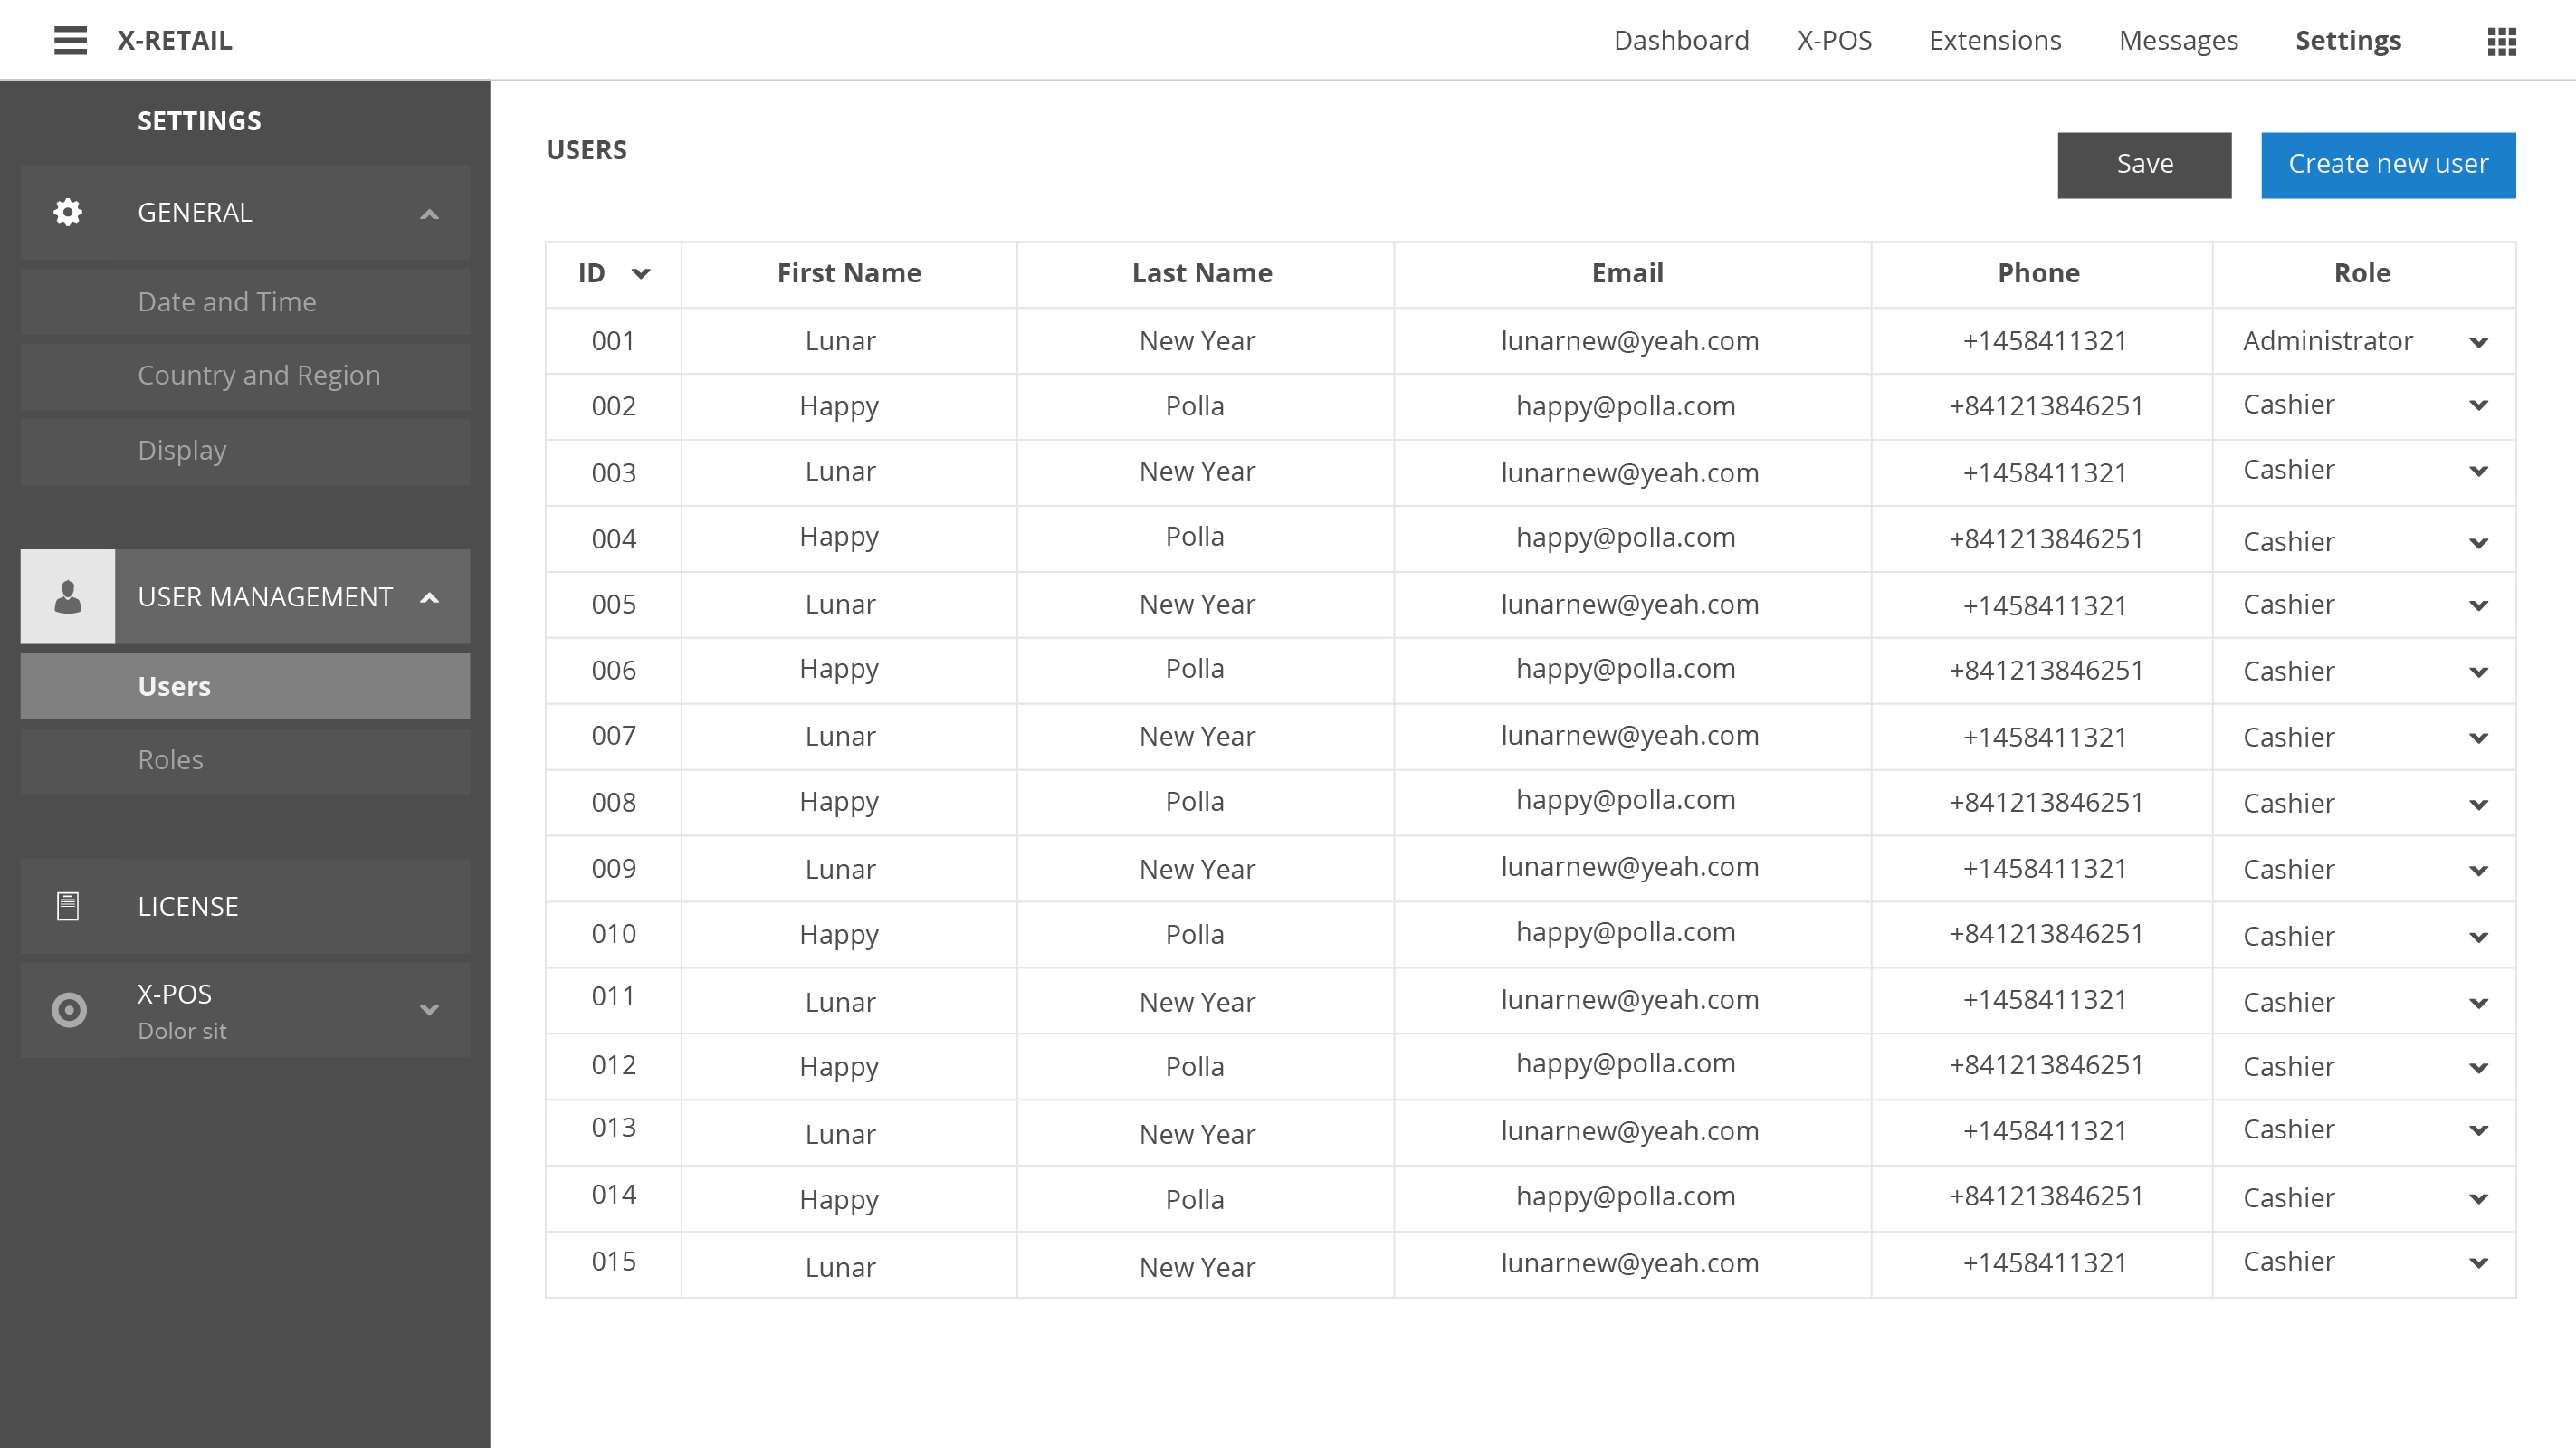 X-RETAIL Dashboard X-POS Extensions Messages Settings
SETTINGS
GENERAL
Date and Time
Country and Region
Display
USER MANAGEMENT
Users
Roles
LICENSE
X-POS
Dolor sit
USERS Save Create new user
ID First Name Last Name Email Phone Role
001 Lunar New Year lunarnew@yeah.com +1458411321 Administrator
002 Happy Polla happy@polla.com +841213846251 Cashier
003 Lunar New Year lunarnew@yeah.com +1458411321 Cashier
004 Happy Polla happy@polla.com +841213846251 Cashier
005 Lunar New Year lunarnew@yeah.com +1458411321 Cashier
006 Happy Polla happy@polla.com +841213846251 Cashier
007 Lunar New Year lunarnew@yeah.com +1458411321 Cashier
008 Happy Polla happy@polla.com +841213846251 Cashier
009 Lunar New Year lunarnew@yeah.com +1458411321 Cashier
010 Happy Polla happy@polla.com +841213846251 Cashier
011 Lunar New Year lunarnew@yeah.com +1458411321 Cashier
012 Happy Polla happy@polla.com +841213846251 Cashier
013 Lunar New Year lunarnew@yeah.com +1458411321 Cashier
014 Happy Polla happy@polla.com +841213846251 Cashier
015 Lunar New Year lunarnew@yeah.com +1458411321 Cashier